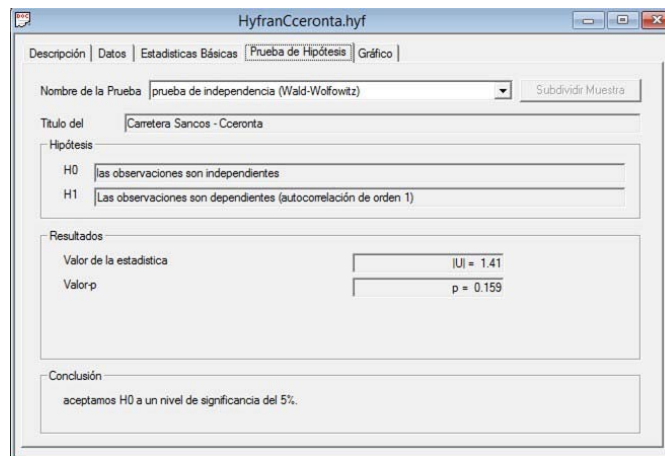 HyfranCceronta.hyf
Descripción | Datos | Estadisticas Básicas | Prueba de Hipótesis | Gráfico
Nombre de la Prueba prueba de independencia (Wald-Wolfowitz) Subdividir Muestra
Titulo del Carretera Sancos - Cceronta
Hipótesis
H0 las observaciones son independientes
H1 Las observaciones son dependientes (autocorrelación de orden 1)
Resultados
Valor de la estadistica |U| = 1.41
Valor-p p = 0.159
Conclusión
aceptamos H0 a un nivel de significancia del 5%.